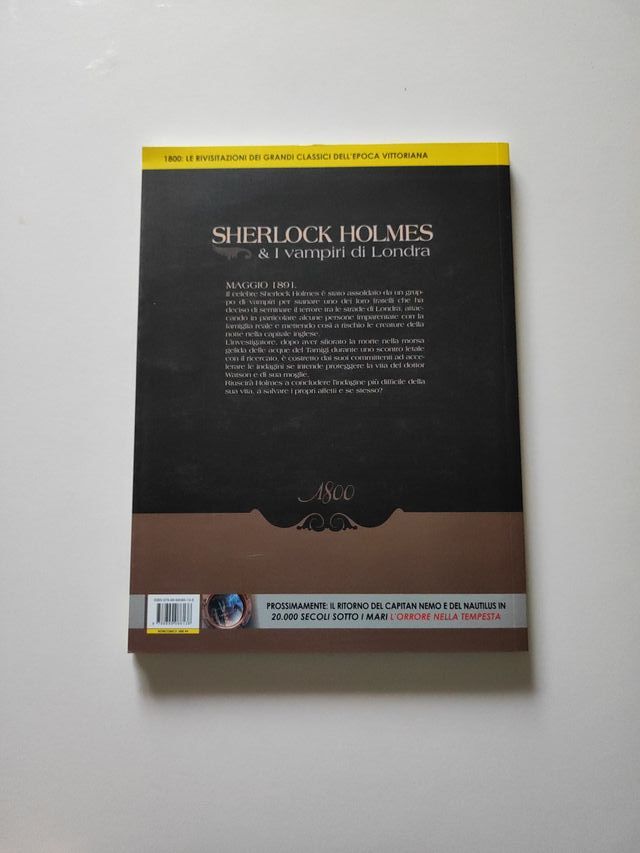 1800: LE RIVISITAZIONI DEI GRANDI CLASSICI DELL'EPOCA VITTORIANA
SHERLOCK HOLMES
& I vampiri di Londra
MAGGIO 1891.
Il celebre Sherlock Holmes è stato assoldato da un grup-
po di vampiri per stanare uno dei loro fratelli che ha
deciso di seminare il terrore tra le strade di Londra, attac-
cando in particolare alcune persone imparentate con la
famiglia reale e mettendo così a rischio le creature della
notte nella capitale inglese.
L'investigatore, dopo aver sfiorato la morte nella morsa
gelida delle acque del Tamigi durante uno scontro letale
con il ricercato, è costretto dai suoi committenti ad acce-
lerare le indagini se intende proteggere la vita del dottor
Watson e di sua moglie.
Riuscirà Holmes a concludere l'indagine più difficile della
sua vita, a salvare i propri affetti e se stesso?
1800
PROSSIMAMENTE: IL RITORNO DEL CAPITAN NEMO E DEL NAUTILUS IN
20.000 SECOLI SOTTO I MARI L'ORRORE NELLA TEMPESTA